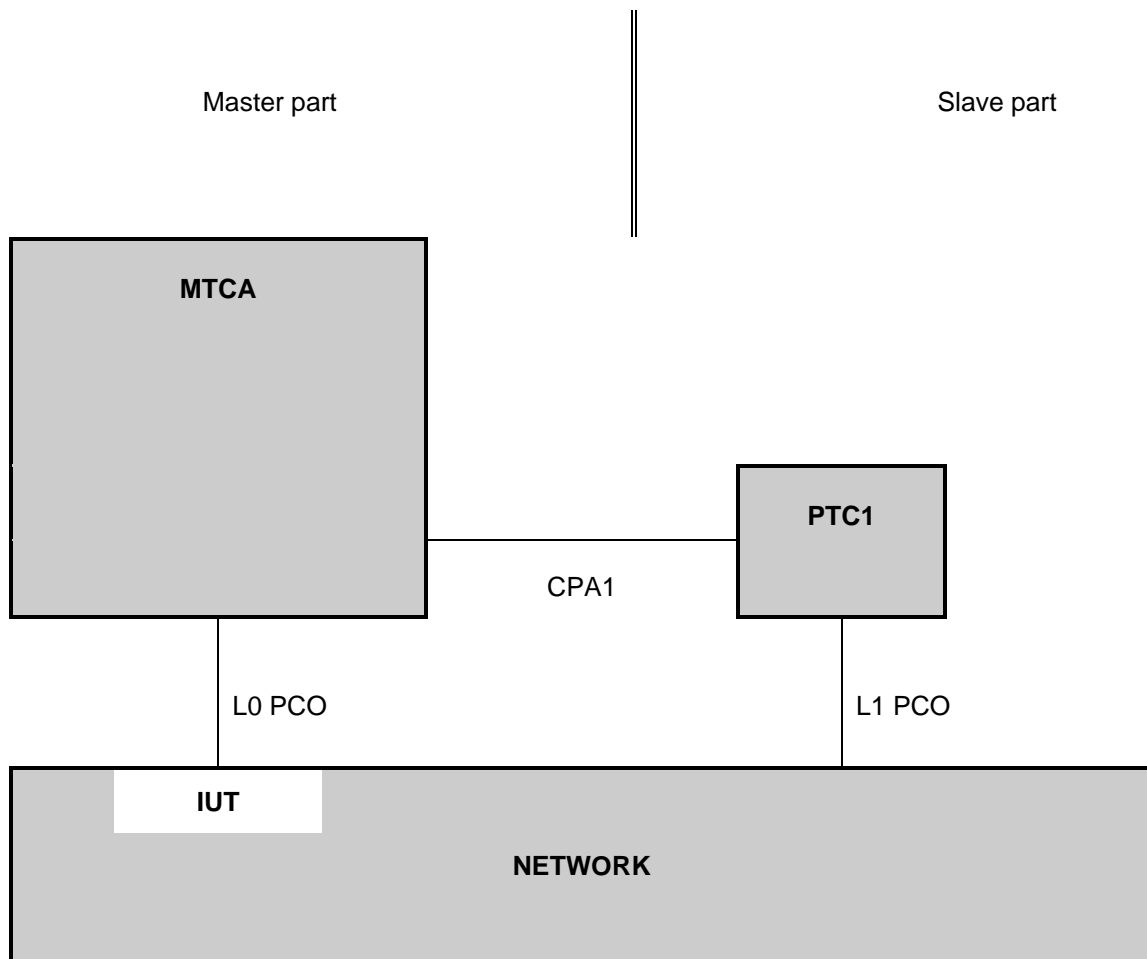 Master part
Slave part
MTCA
PTC1
CPA1
L0 PCO
L1 PCO
IUT
NETWORK